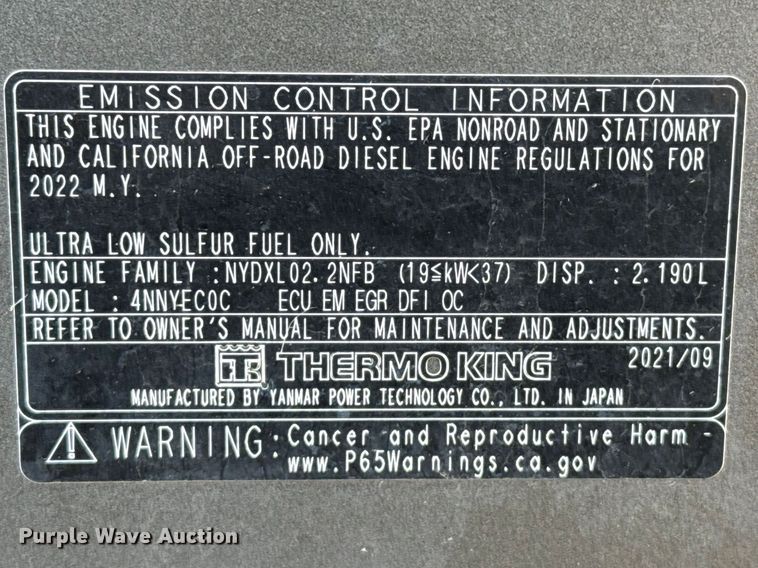 EMISSION CONTROL INFORMATION
THIS ENGINE COMPLIES WITH U.S. EPA NONROAD AND STATIONARY
AND CALIFORNIA OFF-ROAD DIESEL ENGINE REGULATIONS FOR
2022 M.Y.
ULTRA LOW SULFUR FUEL ONLY.
ENGINE FAMILY : NYDXL02.2NFB (19≦kW<37) DISP. : 2.190L
MODEL : 4NNY-EC0C ECU EM EGR DFI OC
REFER TO OWNER'S MANUAL FOR MAINTENANCE AND ADJUSTMENTS.
TK THERMO KING 2021/09
MANUFACTURED BY YANMAR POWER TECHNOLOGY CO., LTD. IN JAPAN
WARNING: Cancer and Reproductive Harm -
www.P65Warnings.ca.gov
Purple Wave Auction